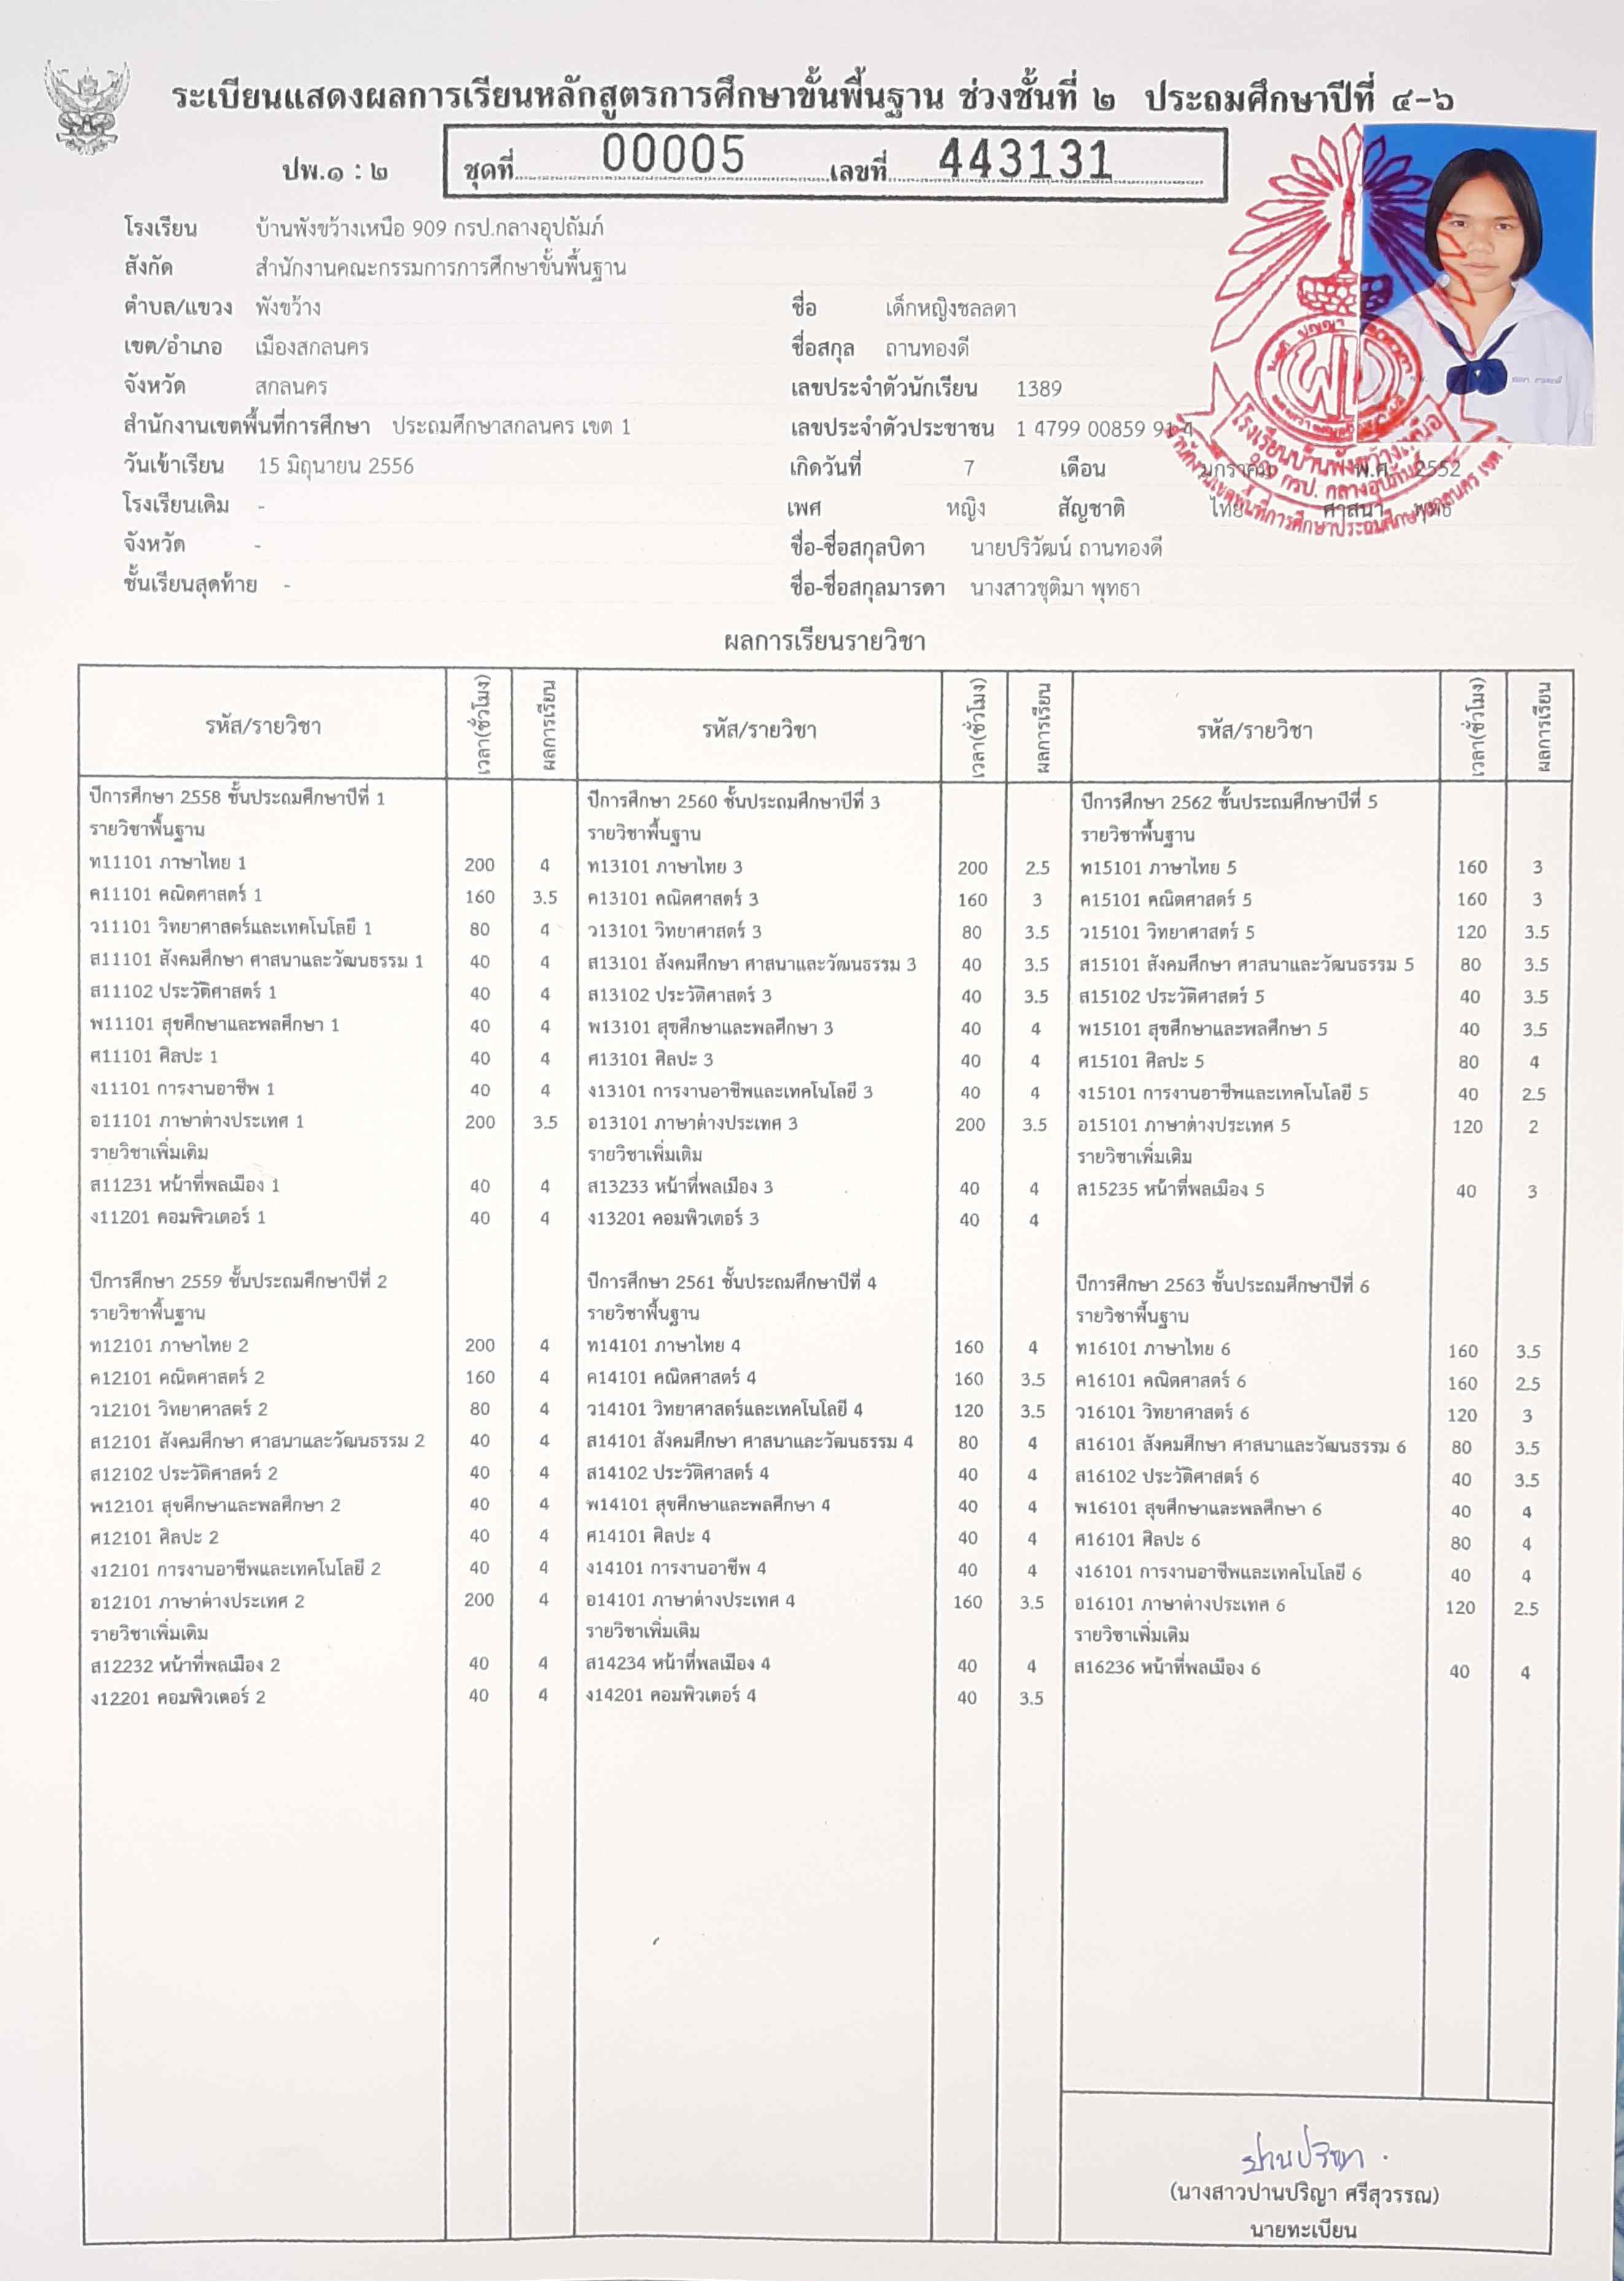 ระเบียนแสดงผลการเรียนหลักสูตรการศึกษาขั้นพื้นฐาน ช่วงชั้นที่ ๒ ประถมศึกษาปีที่ ๔-๖
ปพ.๑ : ๒ ชุดที่ 00005 เลขที่ 443131
โรงเรียน บ้านพังขว้างเหนือ 909 กรป.กลางอุปถัมภ์
สังกัด สำนักงานคณะกรรมการการศึกษาขั้นพื้นฐาน
ตำบล/แขวง พังขว้าง ชื่อ เด็กหญิงชลลดา
เขต/อำเภอ เมืองสกลนคร ชื่อสกุล ถานทองดี
จังหวัด สกลนคร เลขประจำตัวนักเรียน 1389
สำนักงานเขตพื้นที่การศึกษา ประถมศึกษาสกลนคร เขต 1 เลขประจำตัวประชาชน 1 4799 00859 91 4
วันเข้าเรียน 15 มิถุนายน 2556 เกิดวันที่ 7 เดือน มกราคม พ.ศ. 2552
โรงเรียนเดิม - เพศ หญิง สัญชาติ ไทย ศาสนา พุทธ
จังหวัด - ชื่อ-ชื่อสกุลบิดา นายปริวัฒน์ ถานทองดี
ชั้นเรียนสุดท้าย - ชื่อ-ชื่อสกุลมารดา นางสาวชุติมา พุทธา
โรงเรียนบ้านพังขว้างเหนือ
909 กรป. กลางอุปถัมภ์
ผลการเรียนรายวิชา
รหัส/รายวิชา เวลา(ชั่วโมง) ผลการเรียน รหัส/รายวิชา เวลา(ชั่วโมง) ผลการเรียน รหัส/รายวิชา เวลา(ชั่วโมง) ผลการเรียน
ปีการศึกษา 2558 ชั้นประถมศึกษาปีที่ 1 ปีการศึกษา 2560 ชั้นประถมศึกษาปีที่ 3 ปีการศึกษา 2562 ชั้นประถมศึกษาปีที่ 5
รายวิชาพื้นฐาน รายวิชาพื้นฐาน รายวิชาพื้นฐาน
ท11101 ภาษาไทย 1 200 4 ท13101 ภาษาไทย 3 200 2.5 ท15101 ภาษาไทย 5 160 3
ค11101 คณิตศาสตร์ 1 160 3.5 ค13101 คณิตศาสตร์ 3 160 3 ค15101 คณิตศาสตร์ 5 160 3
ว11101 วิทยาศาสตร์และเทคโนโลยี 1 80 4 ว13101 วิทยาศาสตร์ 3 80 3.5 ว15101 วิทยาศาสตร์ 5 120 3.5
ส11101 สังคมศึกษา ศาสนาและวัฒนธรรม 1 40 4 ส13101 สังคมศึกษา ศาสนาและวัฒนธรรม 3 40 3.5 ส15101 สังคมศึกษา ศาสนาและวัฒนธรรม 5 80 3.5
ส11102 ประวัติศาสตร์ 1 40 4 ส13102 ประวัติศาสตร์ 3 40 3.5 ส15102 ประวัติศาสตร์ 5 40 3.5
พ11101 สุขศึกษาและพลศึกษา 1 40 4 พ13101 สุขศึกษาและพลศึกษา 3 40 4 พ15101 สุขศึกษาและพลศึกษา 5 40 3.5
ศ11101 ศิลปะ 1 40 4 ศ13101 ศิลปะ 3 40 4 ศ15101 ศิลปะ 5 80 4
ง11101 การงานอาชีพ 1 40 4 ง13101 การงานอาชีพและเทคโนโลยี 3 40 4 ง15101 การงานอาชีพและเทคโนโลยี 5 40 2.5
อ11101 ภาษาต่างประเทศ 1 200 3.5 อ13101 ภาษาต่างประเทศ 3 200 3.5 อ15101 ภาษาต่างประเทศ 5 120 2
รายวิชาเพิ่มเติม รายวิชาเพิ่มเติม รายวิชาเพิ่มเติม
ส11231 หน้าที่พลเมือง 1 40 4 ส13233 หน้าที่พลเมือง 3 40 4 ส15235 หน้าที่พลเมือง 5 40 3
ง11201 คอมพิวเตอร์ 1 40 4 ง13201 คอมพิวเตอร์ 3 40 4
ปีการศึกษา 2559 ชั้นประถมศึกษาปีที่ 2 ปีการศึกษา 2561 ชั้นประถมศึกษาปีที่ 4 ปีการศึกษา 2563 ชั้นประถมศึกษาปีที่ 6
รายวิชาพื้นฐาน รายวิชาพื้นฐาน รายวิชาพื้นฐาน
ท12101 ภาษาไทย 2 200 4 ท14101 ภาษาไทย 4 160 4 ท16101 ภาษาไทย 6 160 3.5
ค12101 คณิตศาสตร์ 2 160 4 ค14101 คณิตศาสตร์ 4 160 3.5 ค16101 คณิตศาสตร์ 6 160 2.5
ว12101 วิทยาศาสตร์ 2 80 4 ว14101 วิทยาศาสตร์และเทคโนโลยี 4 120 3.5 ว16101 วิทยาศาสตร์ 6 120 3
ส12101 สังคมศึกษา ศาสนาและวัฒนธรรม 2 40 4 ส14101 สังคมศึกษา ศาสนาและวัฒนธรรม 4 80 4 ส16101 สังคมศึกษา ศาสนาและวัฒนธรรม 6 80 3.5
ส12102 ประวัติศาสตร์ 2 40 4 ส14102 ประวัติศาสตร์ 4 40 4 ส16102 ประวัติศาสตร์ 6 40 3.5
พ12101 สุขศึกษาและพลศึกษา 2 40 4 พ14101 สุขศึกษาและพลศึกษา 4 40 4 พ16101 สุขศึกษาและพลศึกษา 6 40 4
ศ12101 ศิลปะ 2 40 4 ศ14101 ศิลปะ 4 40 4 ศ16101 ศิลปะ 6 80 4
ง12101 การงานอาชีพและเทคโนโลยี 2 40 4 ง14101 การงานอาชีพ 4 40 4 ง16101 การงานอาชีพและเทคโนโลยี 6 40 4
อ12101 ภาษาต่างประเทศ 2 200 4 อ14101 ภาษาต่างประเทศ 4 160 3.5 อ16101 ภาษาต่างประเทศ 6 120 2.5
รายวิชาเพิ่มเติม รายวิชาเพิ่มเติม รายวิชาเพิ่มเติม
ส12232 หน้าที่พลเมือง 2 40 4 ส14234 หน้าที่พลเมือง 4 40 4 ส16236 หน้าที่พลเมือง 6 40 4
ง12201 คอมพิวเตอร์ 2 40 4 ง14201 คอมพิวเตอร์ 4 40 3.5
ปานปริญา
(นางสาวปานปริญา ศรีสุวรรณ)
นายทะเบียน